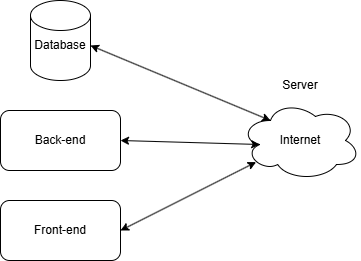 Database
Server
Back-end
Internet
Front-end